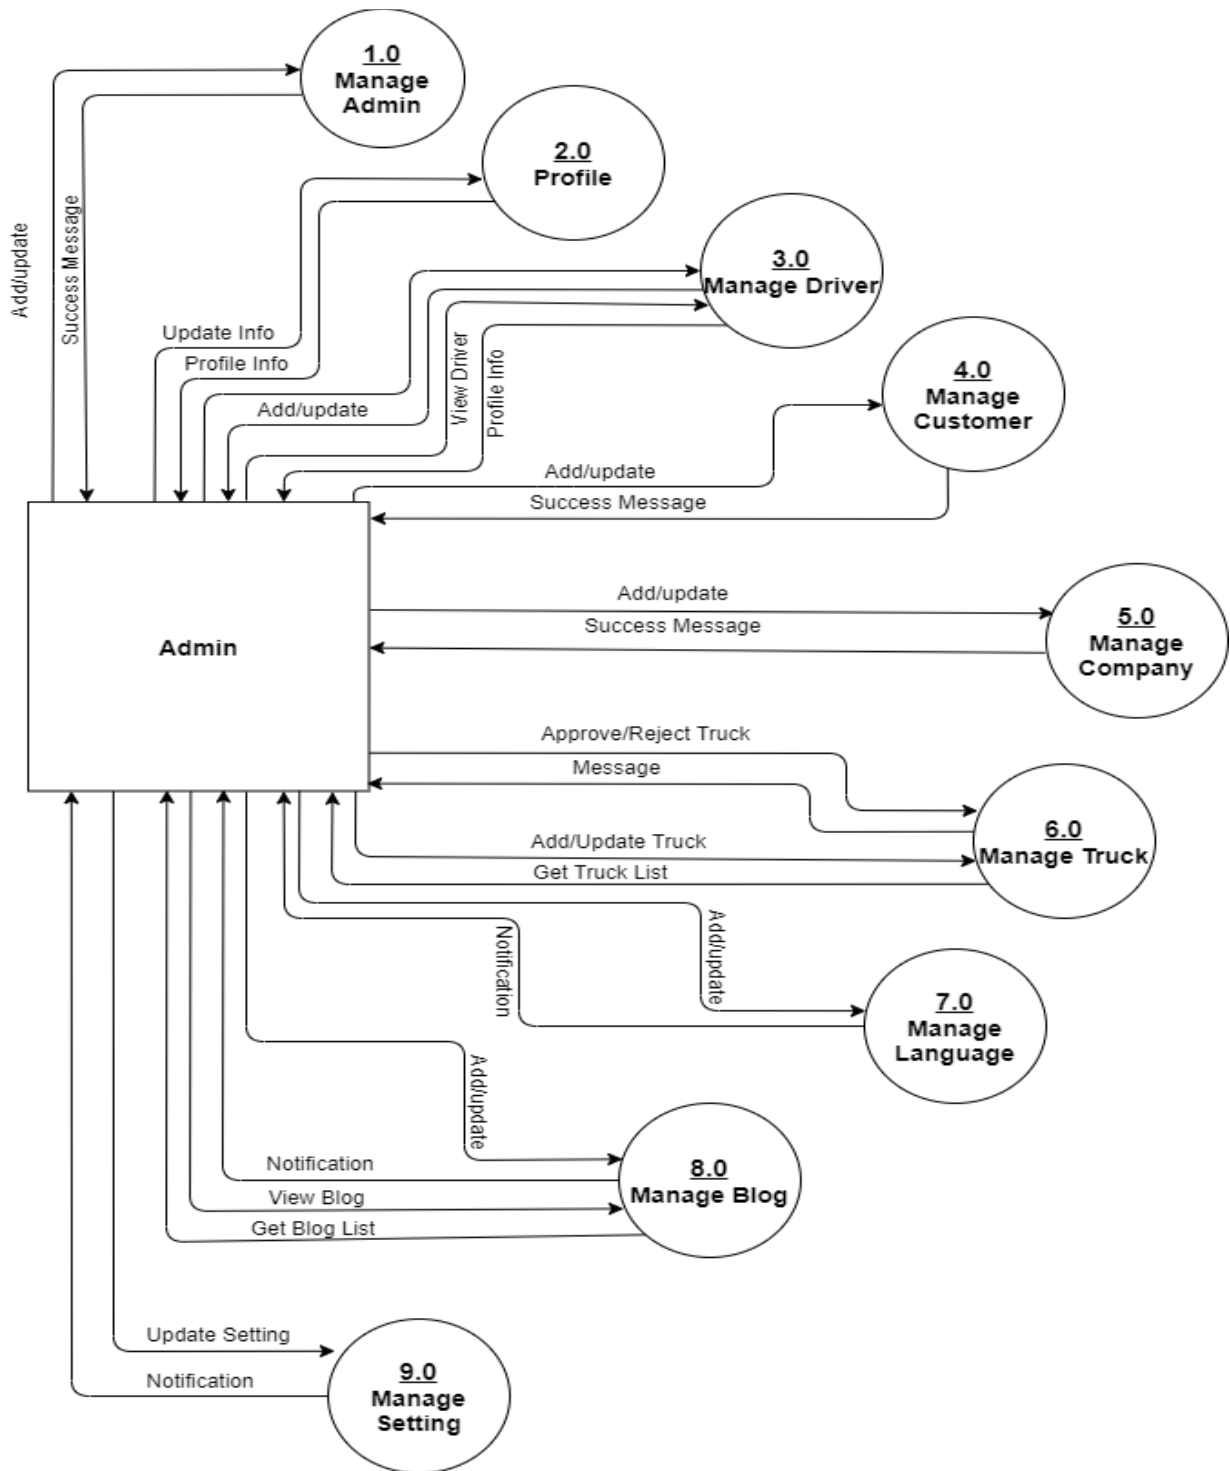 1.0
Manage
Admin
2.0
Profile
3.0
Manage Driver
4.0
Manage
Customer
Add/update
Success Message
Update Info
Profile Info
Add/update
View Driver
Profile Info
Add/update
Success Message
Admin
Add/update
Success Message
5.0
Manage
Company
Approve/Reject Truck
Message
Add/Update Truck
Get Truck List
6.0
Manage Truck
Add/update
Notification
7.0
Manage
Language
Add/update
Notification
View Blog
Get Blog List
8.0
Manage Blog
Update Setting
Notification
9.0
Manage
Setting